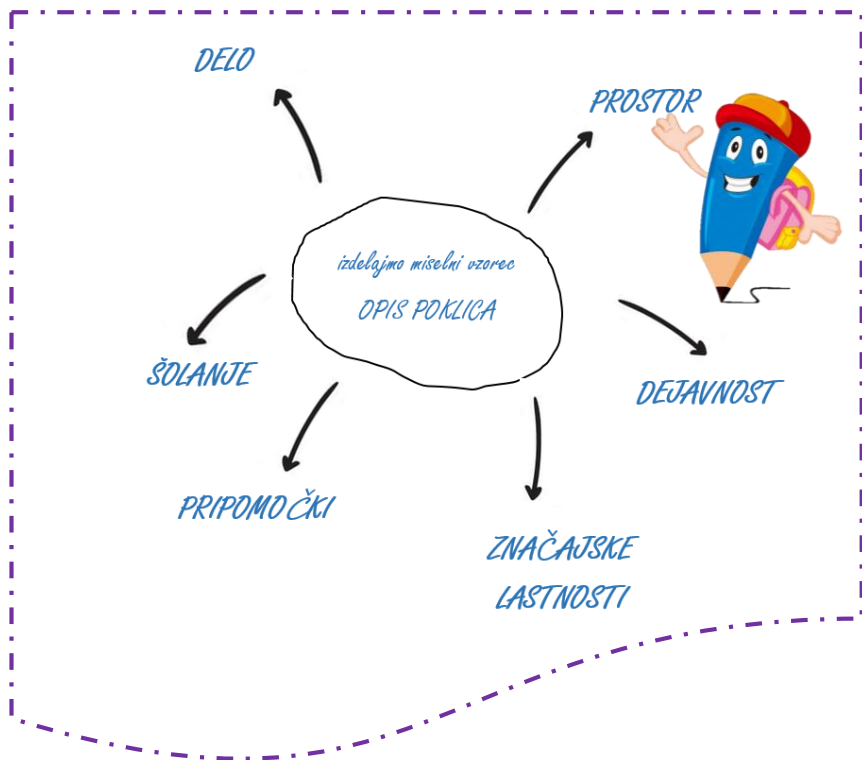 DELO
PROSTOR
izdelajmo miselni vzorec
OPIS POKLICA
ŠOLANJE
DEJAVNOST
PRIPOMOČKI
ZNAČAJSKE
LASTNOSTI